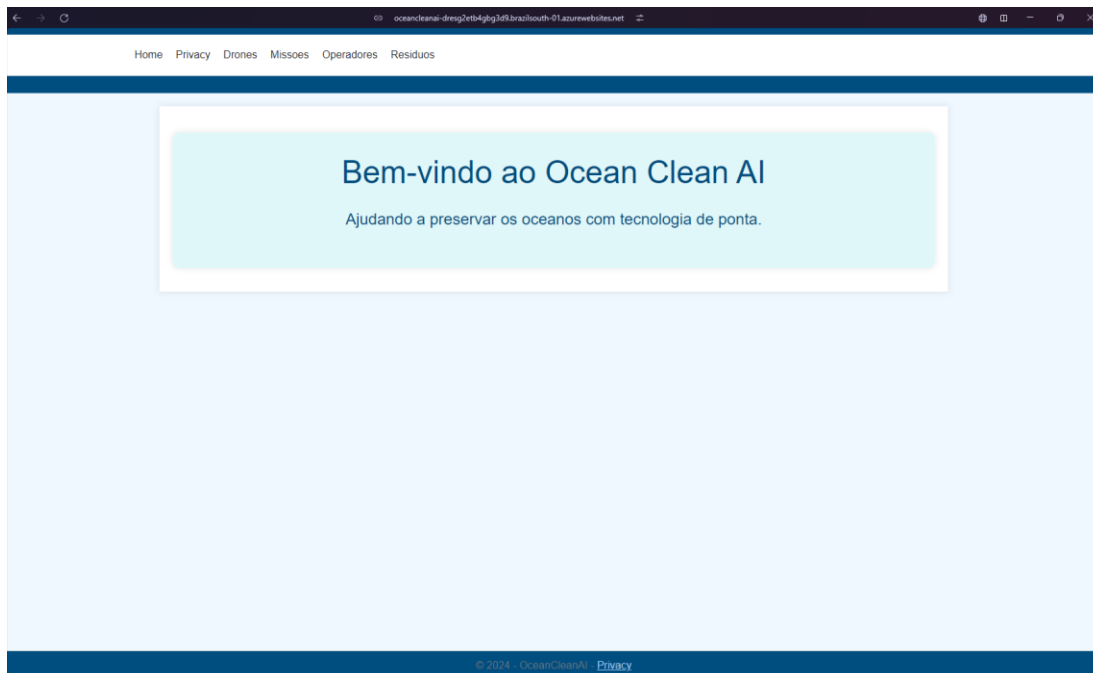 oceancleanai-dresg2etb4gbg3d9.brazilsouth-01.azurewebsites.net
Home Privacy Drones Missoes Operadores Residuos
Bem-vindo ao Ocean Clean AI
Ajudando a preservar os oceanos com tecnologia de ponta.
© 2024 - OceanCleanAI - Privacy